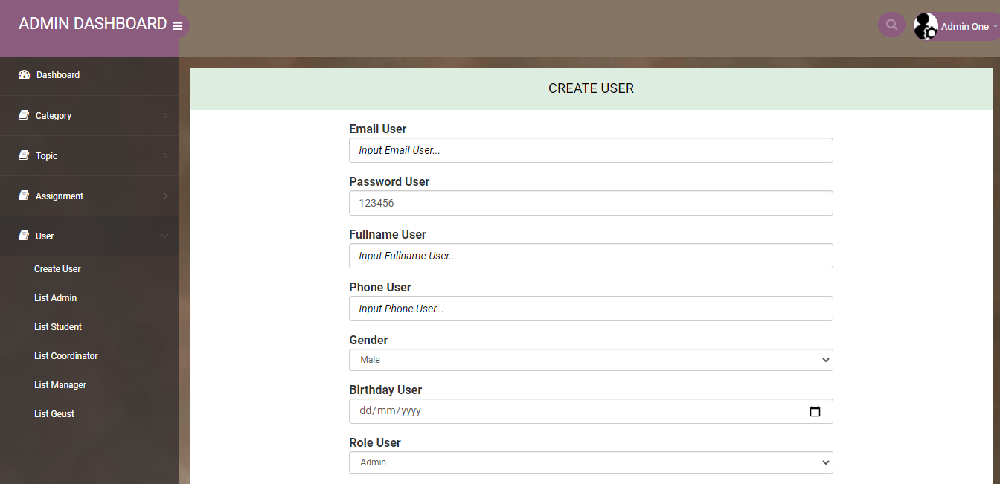 ADMIN DASHBOARD
Admin One
Dashboard
Category
Topic
Assignment
User
Create User
List Admin
List Student
List Coordinator
List Manager
List Geust
CREATE USER
Email User
Input Email User...
Password User
123456
Fullname User
Input Fullname User...
Phone User
Input Phone User...
Gender
Male
Birthday User
dd/mm/yyyy
Role User
Admin